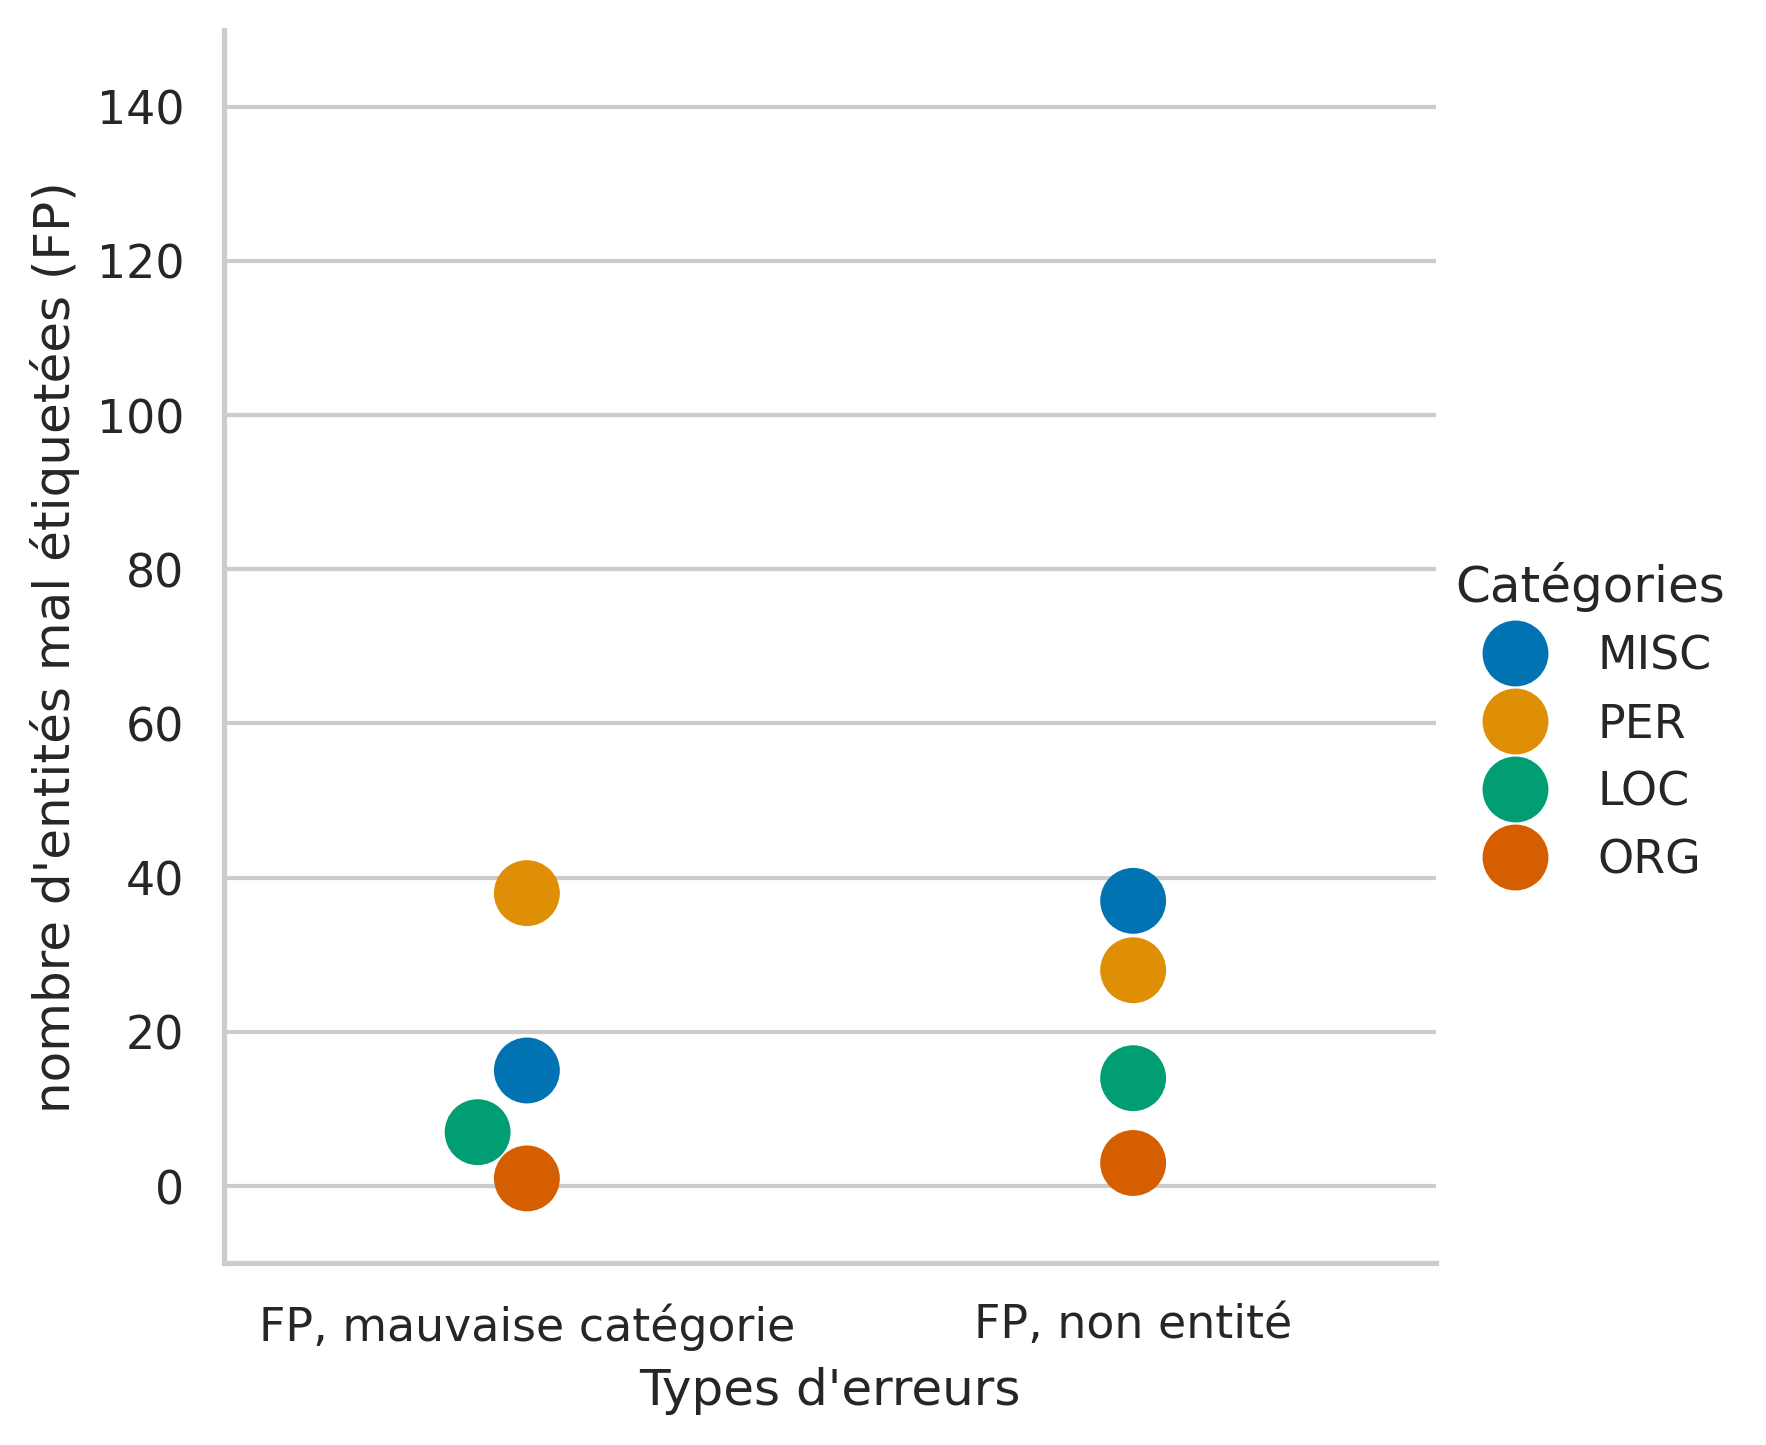 nombre d'entités mal étiquetées (FP)
140
120
100
80
60
40
20
0
FP, mauvaise catégorie
FP, non entité
Types d'erreurs
Catégories
MISC
PER
LOC
ORG